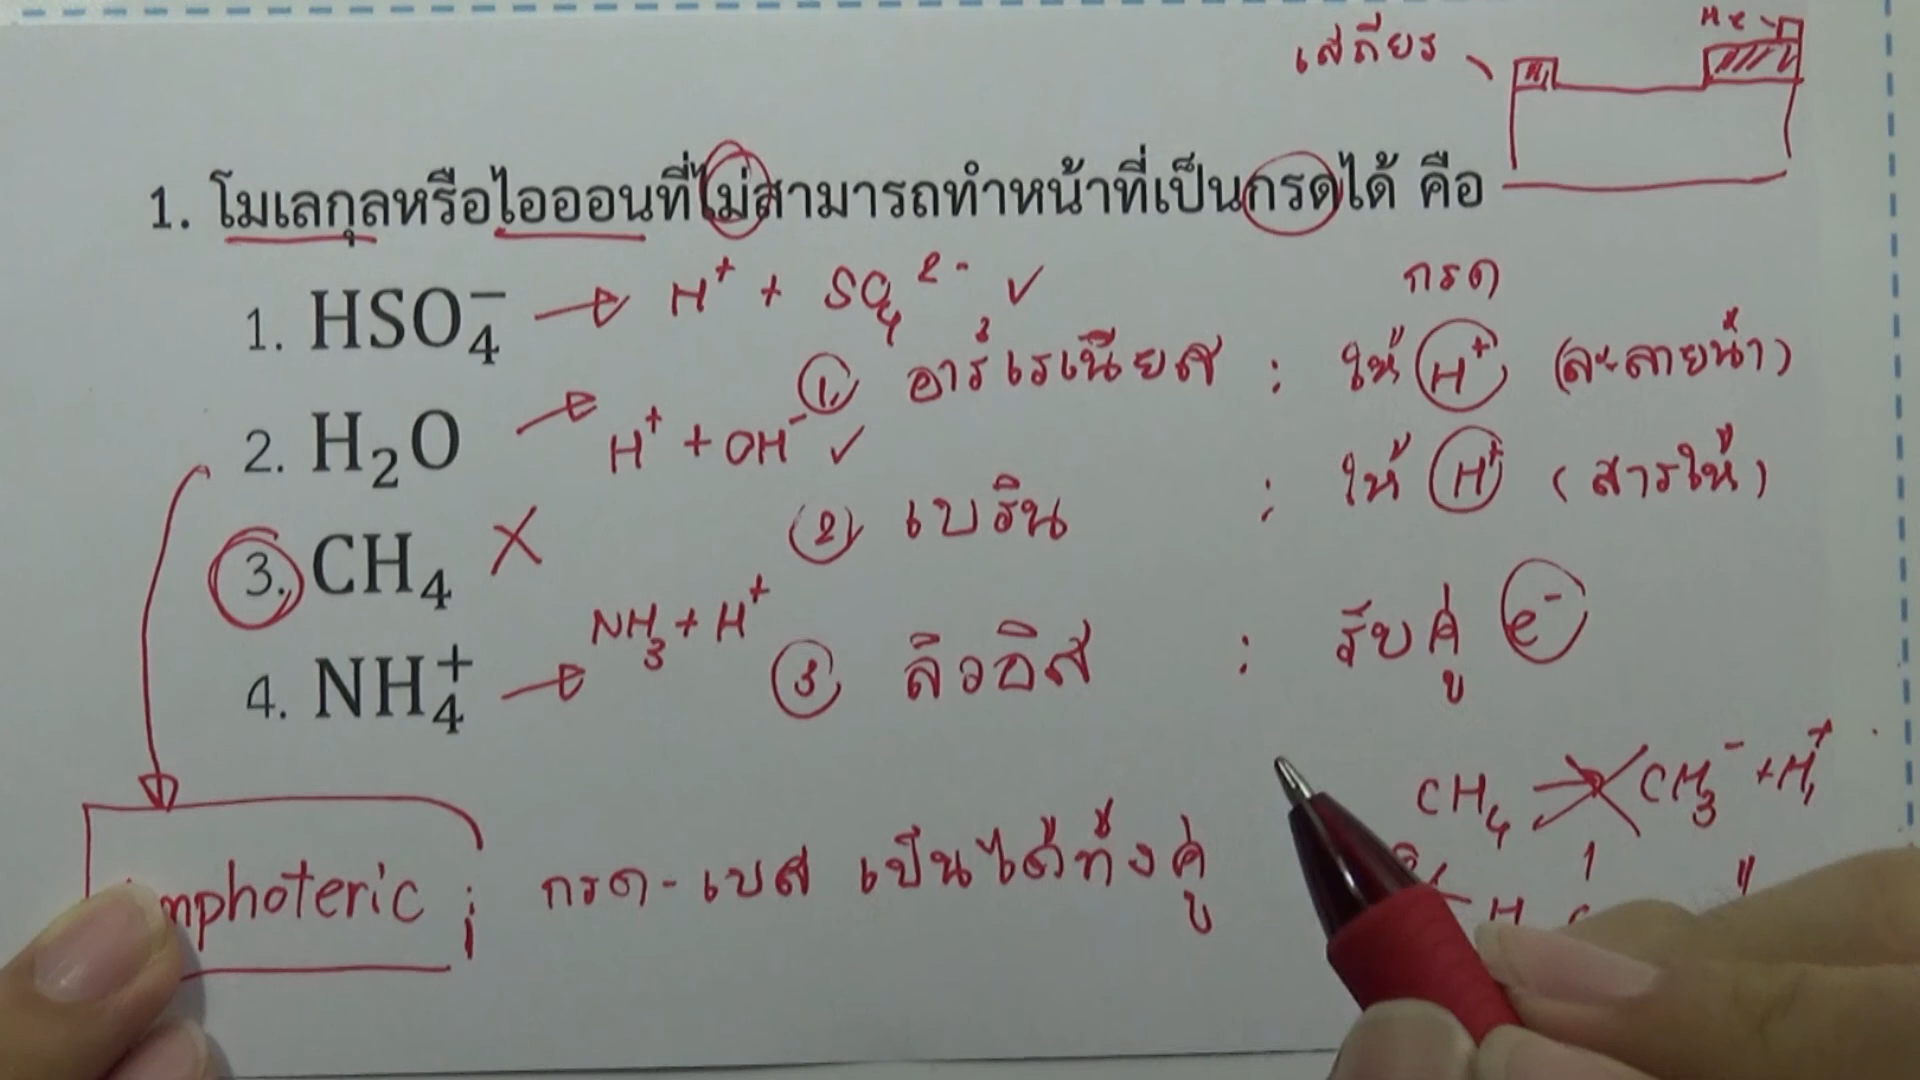 เสถียร
H He
1. โมเลกุลหรือไอออนที่ไม่สามารถทำหน้าที่เป็นกรดได้ คือ
กรด
1. HSO₄⁻ → H⁺ + SO₄²⁻ ✓
① อาร์เรเนียส : ให้ H⁺ (ละลายน้ำ)
2. H₂O → H⁺ + OH⁻ ✓
② เบริน : ให้ H⁺ (สารให้)
3. CH₄ X
4. NH₄⁺ → NH₃ + H⁺
③ ลิวอิส : รับคู่ e⁻
CH₄ → CH₃⁻ + H⁺
mphoteric ; กรด-เบส เป็นได้ทั้งคู่